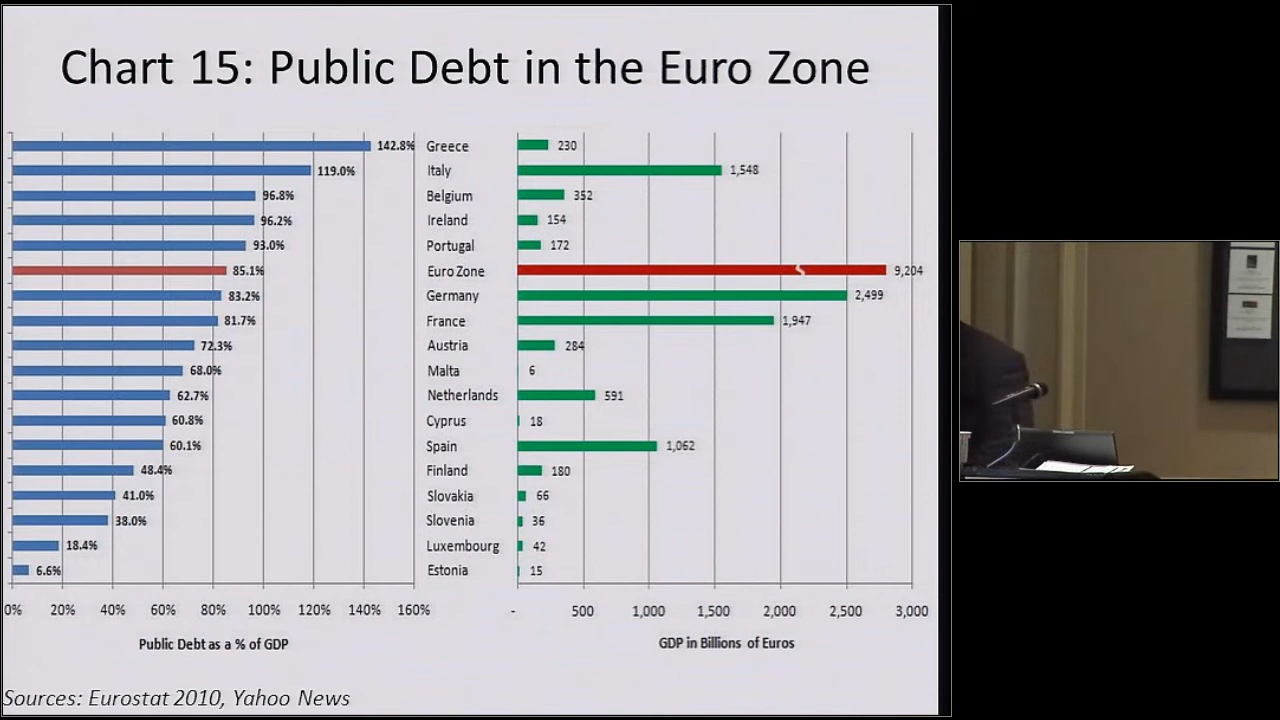 Chart 15: Public Debt in the Euro Zone
142.8% Greece 230
119.0% Italy 1,548
96.8% Belgium 352
96.2% Ireland 154
93.0% Portugal 172
85.1% Euro Zone 9,204
83.2% Germany 2,499
81.7% France 1,947
72.3% Austria 284
68.0% Malta 6
62.7% Netherlands 591
60.8% Cyprus 18
60.1% Spain 1,062
48.4% Finland 180
41.0% Slovakia 66
38.0% Slovenia 36
18.4% Luxembourg 42
6.6% Estonia 15
0% 20% 40% 60% 80% 100% 120% 140% 160% - 500 1,000 1,500 2,000 2,500 3,000
Public Debt as a % of GDP GDP in Billions of Euros
Sources: Eurostat 2010, Yahoo News